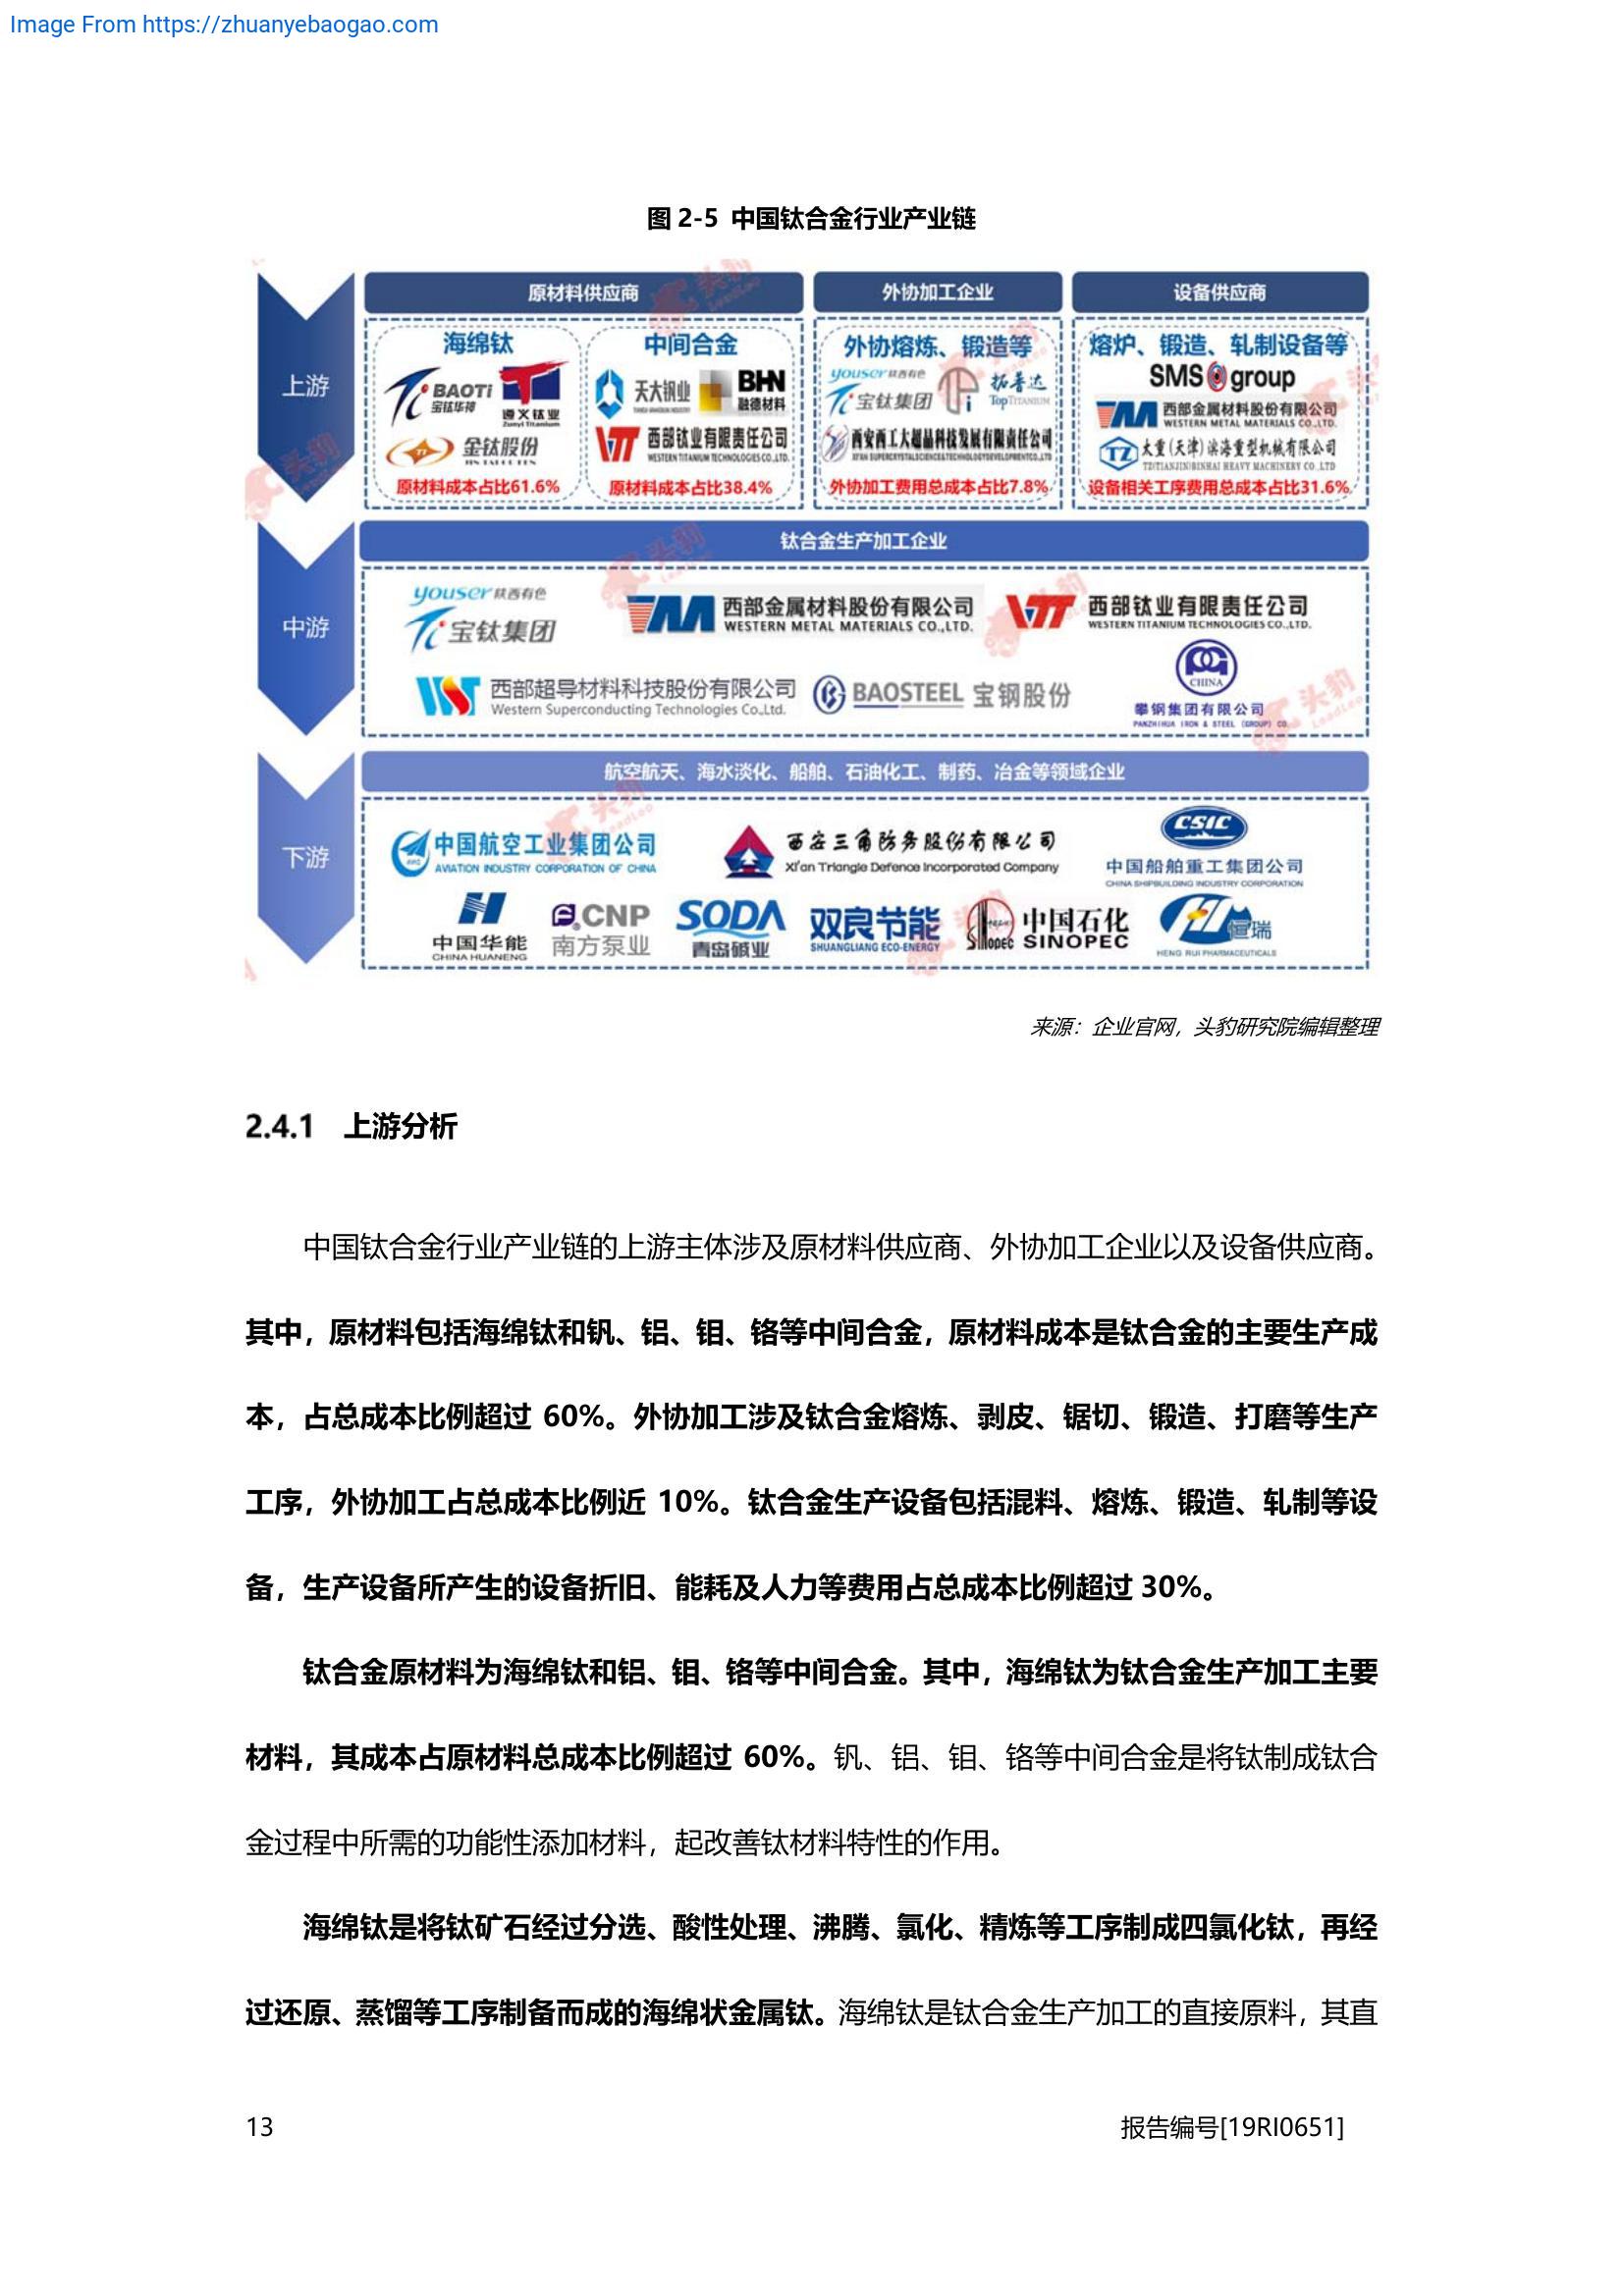 Image From https://zhuanyebaogao.com
图 2-5 中国钛合金行业产业链
上游
原材料供应商
外协加工企业
设备供应商
海绵钛
中间合金
外协熔炼、锻造等
熔炉、锻造、轧制设备等
BAOTi
宝钛华神
遵义钛业
Zunyi Titanium
金钛股份
天大钒业
BHN
融德材料
西部钛业有限责任公司
WESTERN TITANIUM TECHNOLOGIES CO.,LTD.
youser 陕西有色
宝钛集团
拓普达
TopTITANIUM
西安西工大超晶科技发展有限责任公司
SMS group
西部金属材料股份有限公司
WESTERN METAL MATERIALS CO.,LTD.
TZ
太重(天津)滨海重型机械有限公司
TZ(TIANJIN)BINHAI HEAVY MACHINERY CO.,LTD
原材料成本占比61.6%
原材料成本占比38.4%
外协加工费用总成本占比7.8%
设备相关工序费用总成本占比31.6%
中游
钛合金生产加工企业
youser 陕西有色
宝钛集团
西部金属材料股份有限公司
WESTERN METAL MATERIALS CO.,LTD.
西部钛业有限责任公司
WESTERN TITANIUM TECHNOLOGIES CO.,LTD.
西部超导材料科技股份有限公司
Western Superconducting Technologies Co.,Ltd.
BAOSTEEL 宝钢股份
CHINA
攀钢集团有限公司
PANZHIHUA IRON & STEEL (GROUP) CO
下游
航空航天、海水淡化、船舶、石油化工、制药、冶金等领域企业
中国航空工业集团公司
AVIATION INDUSTRY CORPORATION OF CHINA
西安三角防务股份有限公司
Xi'an Triangle Defence Incorporated Company
CSIC
中国船舶重工集团公司
CHINA SHIPBUILDING INDUSTRY CORPORATION
中国华能
CHINA HUANENG
CNP
南方泵业
SODA
青岛碱业
双良节能
SHUANGLIANG ECO-ENERGY
Sinopec
中国石化
SINOPEC
恒瑞
HENG RUI PHARMACEUTICALS
来源：企业官网，头豹研究院编辑整理
2.4.1 上游分析
中国钛合金行业产业链的上游主体涉及原材料供应商、外协加工企业以及设备供应商。
其中，原材料包括海绵钛和钒、铝、钼、铬等中间合金，原材料成本是钛合金的主要生产成
本，占总成本比例超过 60%。外协加工涉及钛合金熔炼、剥皮、锯切、锻造、打磨等生产
工序，外协加工占总成本比例近 10%。钛合金生产设备包括混料、熔炼、锻造、轧制等设
备，生产设备所产生的设备折旧、能耗及人力等费用占总成本比例超过 30%。
钛合金原材料为海绵钛和铝、钼、铬等中间合金。其中，海绵钛为钛合金生产加工主要
材料，其成本占原材料总成本比例超过 60%。钒、铝、钼、铬等中间合金是将钛制成钛合
金过程中所需的功能性添加材料，起改善钛材料特性的作用。
海绵钛是将钛矿石经过分选、酸性处理、沸腾、氯化、精炼等工序制成四氯化钛，再经
过还原、蒸馏等工序制备而成的海绵状金属钛。海绵钛是钛合金生产加工的直接原料，其直
13
报告编号[19RI0651]